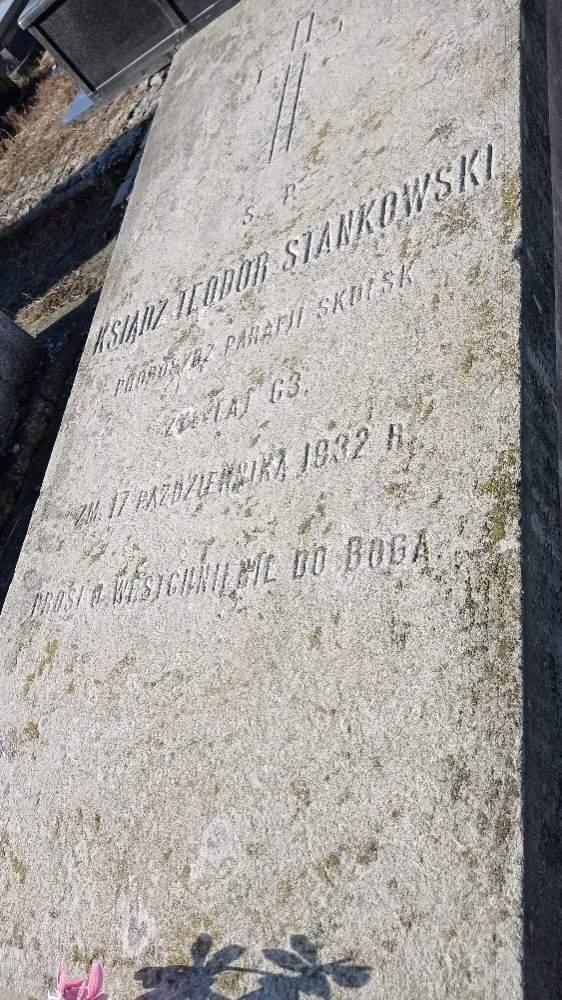 Ś. P.
KSIĄDZ TEODOR STANKOWSKI
PROBOSZCZ PARAFII SKULSK
ŻYŁ LAT 63.
ZM. 17 PAŹDZIERNIKA 1932 R.
PROSI O WESTCHNIENIE DO BOGA.